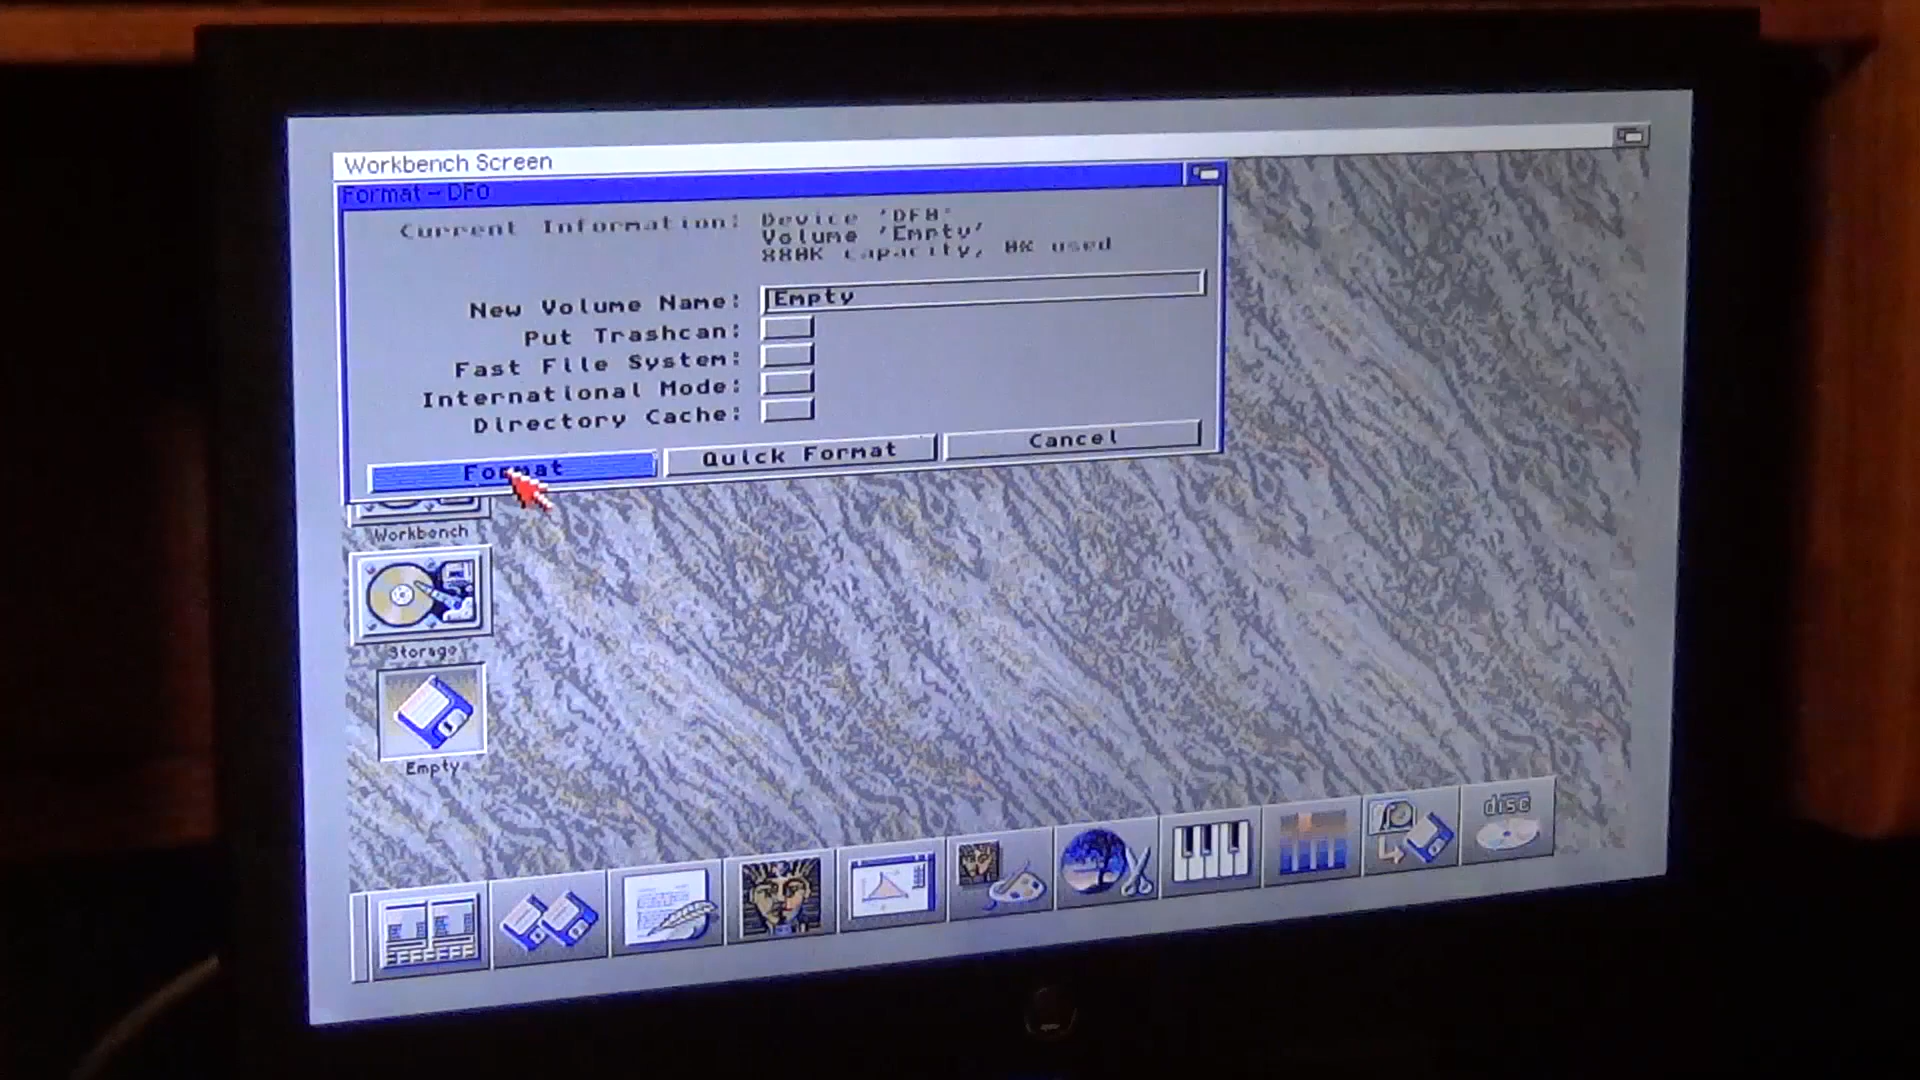 Workbench Screen
Format - DF0
Current Information: Device 'DF0:'
Volume 'Empty'
880K capacity, 0K used
New Volume Name: Empty
Put Trashcan:
Fast File System:
International Mode:
Directory Cache:
Format Quick Format Cancel
Workbench
Storage
Empty
disc